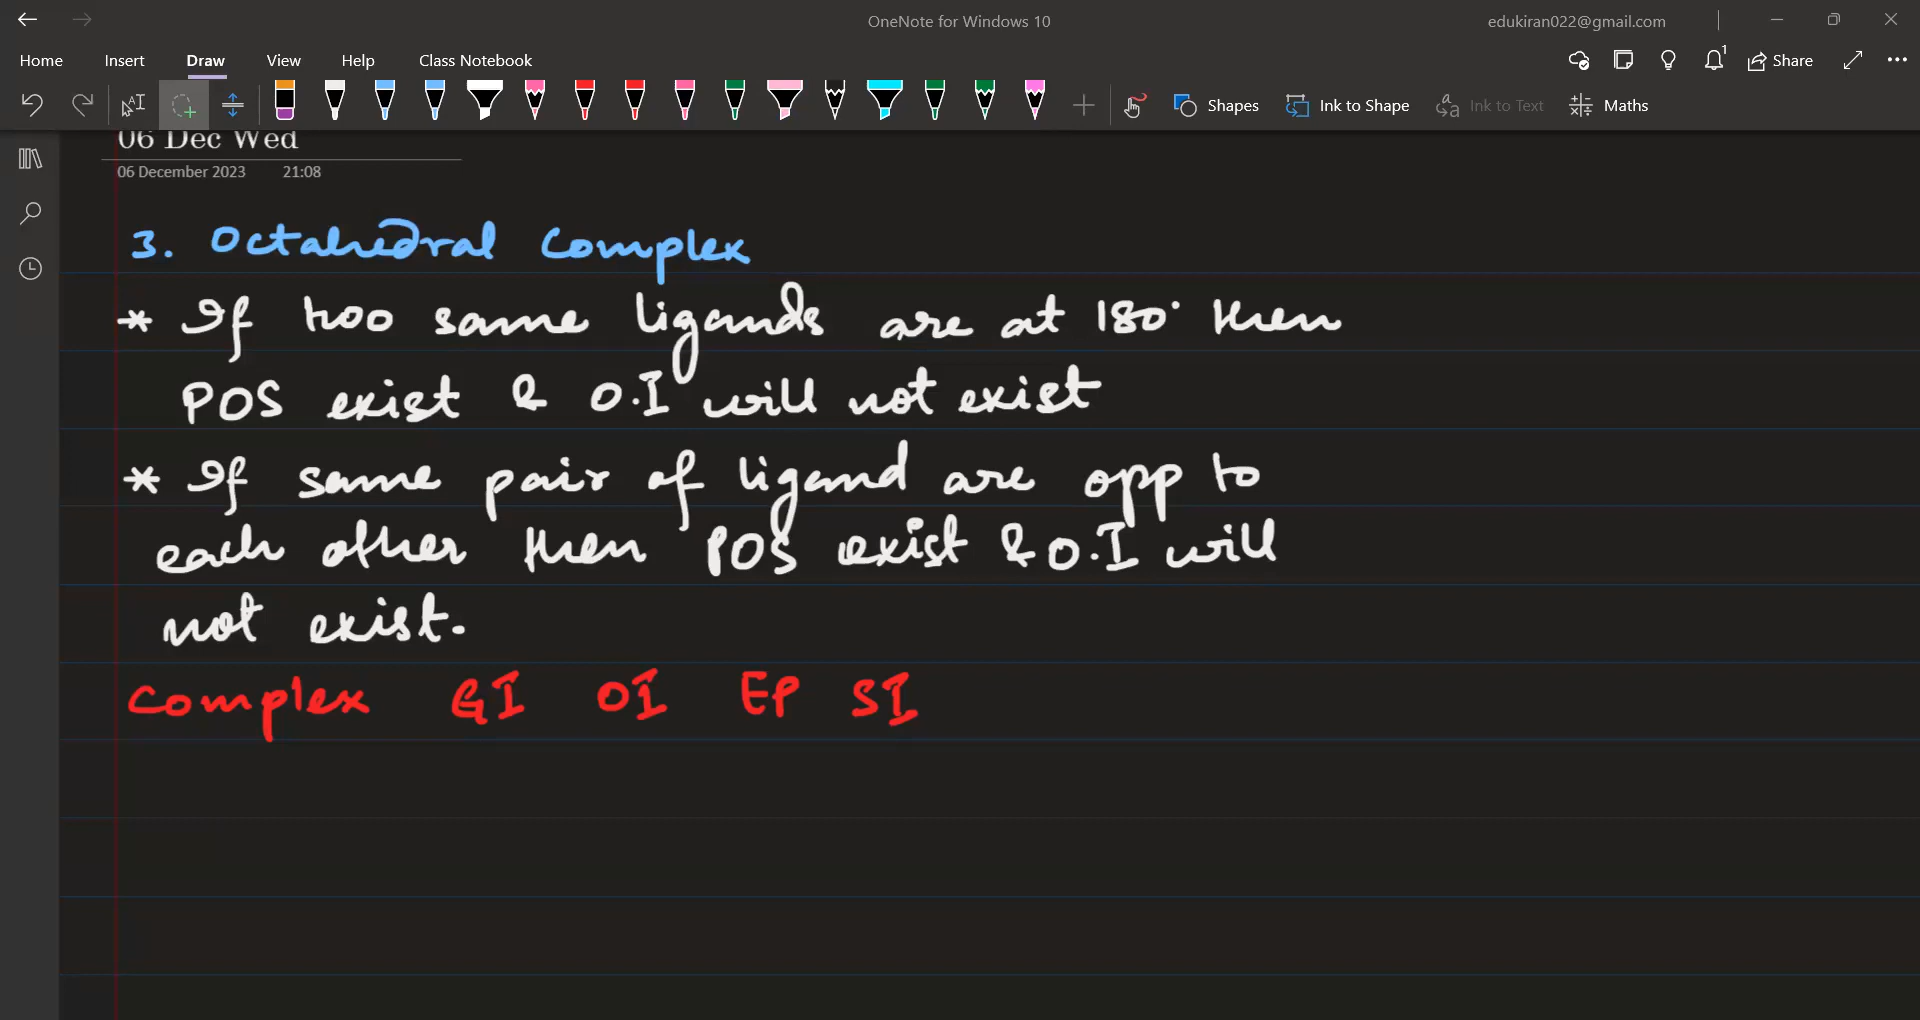 OneNote for Windows 10
edukiran022@gmail.com
Home Insert Draw View Help Class Notebook
1 Share
Shapes Ink to Shape Ink to Text Maths
06 Dec Wed
06 December 2023 21:08
3. Octahedral Complex
* If two same ligands are at 180° then
POS exist & O.I will not exist
* If same pair of ligand are opp to
each other then POS exist & O.I will
not exist.
Complex GI OI EP SI